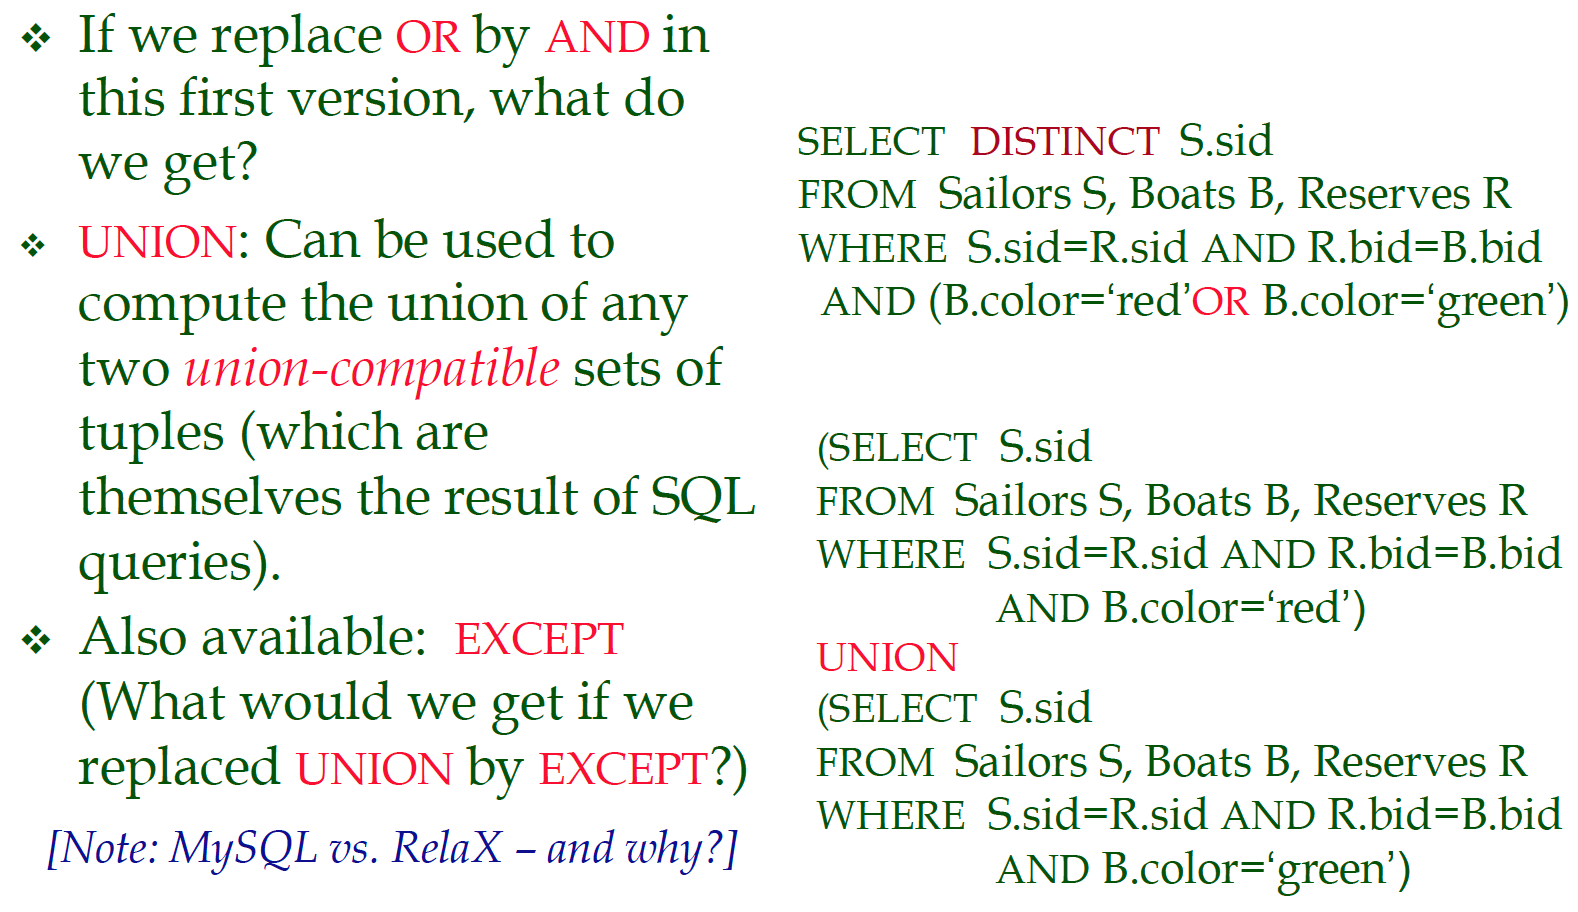 ❖ If we replace OR by AND in
this first version, what do
we get?
❖ UNION: Can be used to
compute the union of any
two union-compatible sets of
tuples (which are
themselves the result of SQL
queries).
❖ Also available: EXCEPT
(What would we get if we
replaced UNION by EXCEPT?)
[Note: MySQL vs. RelaX – and why?]
SELECT DISTINCT S.sid
FROM Sailors S, Boats B, Reserves R
WHERE S.sid=R.sid AND R.bid=B.bid
AND (B.color=‘red’OR B.color=‘green’)
(SELECT S.sid
FROM Sailors S, Boats B, Reserves R
WHERE S.sid=R.sid AND R.bid=B.bid
AND B.color=‘red’)
UNION
(SELECT S.sid
FROM Sailors S, Boats B, Reserves R
WHERE S.sid=R.sid AND R.bid=B.bid
AND B.color=‘green’)